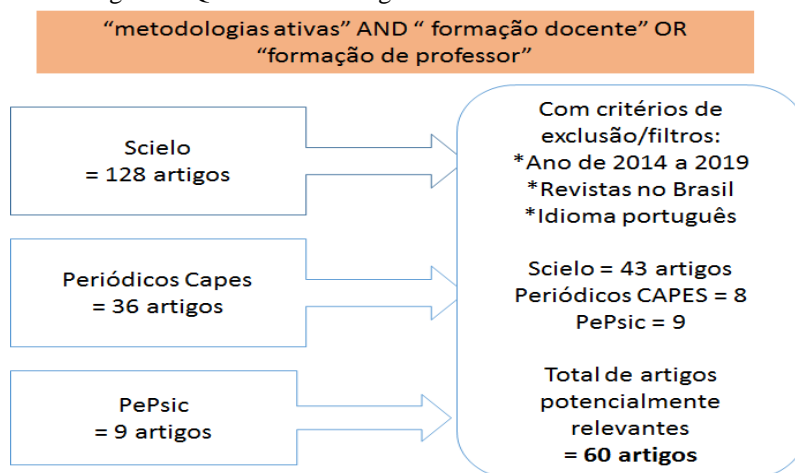 “metodologias ativas” AND “ formação docente” OR
“formação de professor”
Scielo
= 128 artigos
Periódicos Capes
= 36 artigos
PePsic
= 9 artigos
Com critérios de
exclusão/filtros:
*Ano de 2014 a 2019
*Revistas no Brasil
*Idioma português
Scielo = 43 artigos
Periódicos CAPES = 8
PePsic = 9
Total de artigos
potencialmente
relevantes
= 60 artigos